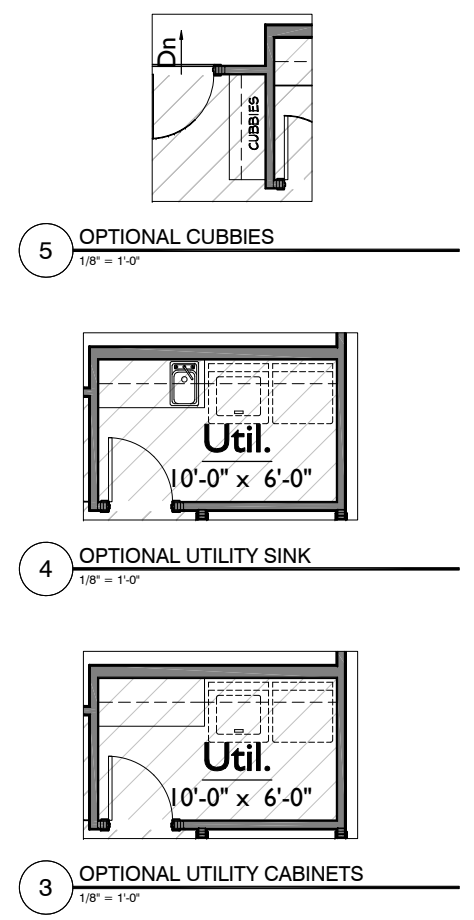 Dn
CUBBIES
5
OPTIONAL CUBBIES
1/8" = 1'-0"
Util.
10'-0" x 6'-0"
4
OPTIONAL UTILITY SINK
1/8" = 1'-0"
Util.
10'-0" x 6'-0"
3
OPTIONAL UTILITY CABINETS
1/8" = 1'-0"